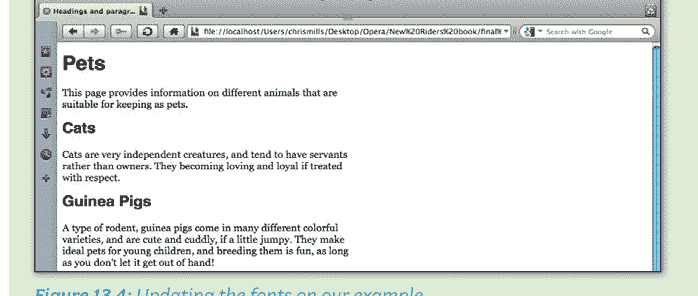 Headings and paragr...
file://localhost/Users/chrismills/Desktop/Opera/New%20Riders%20book/final
Search with Google
Pets
This page provides information on different animals that are
suitable for keeping as pets.
Cats
Cats are very independent creatures, and tend to have servants
rather than owners. They becoming loving and loyal if treated
with respect.
Guinea Pigs
A type of rodent, guinea pigs come in many different colorful
varieties, and are cute and cuddly, if a little jumpy. They make
ideal pets for young children, and breeding them is fun, as long
as you don't let it get out of hand!
Figure 13.4: Updating the fonts on our example